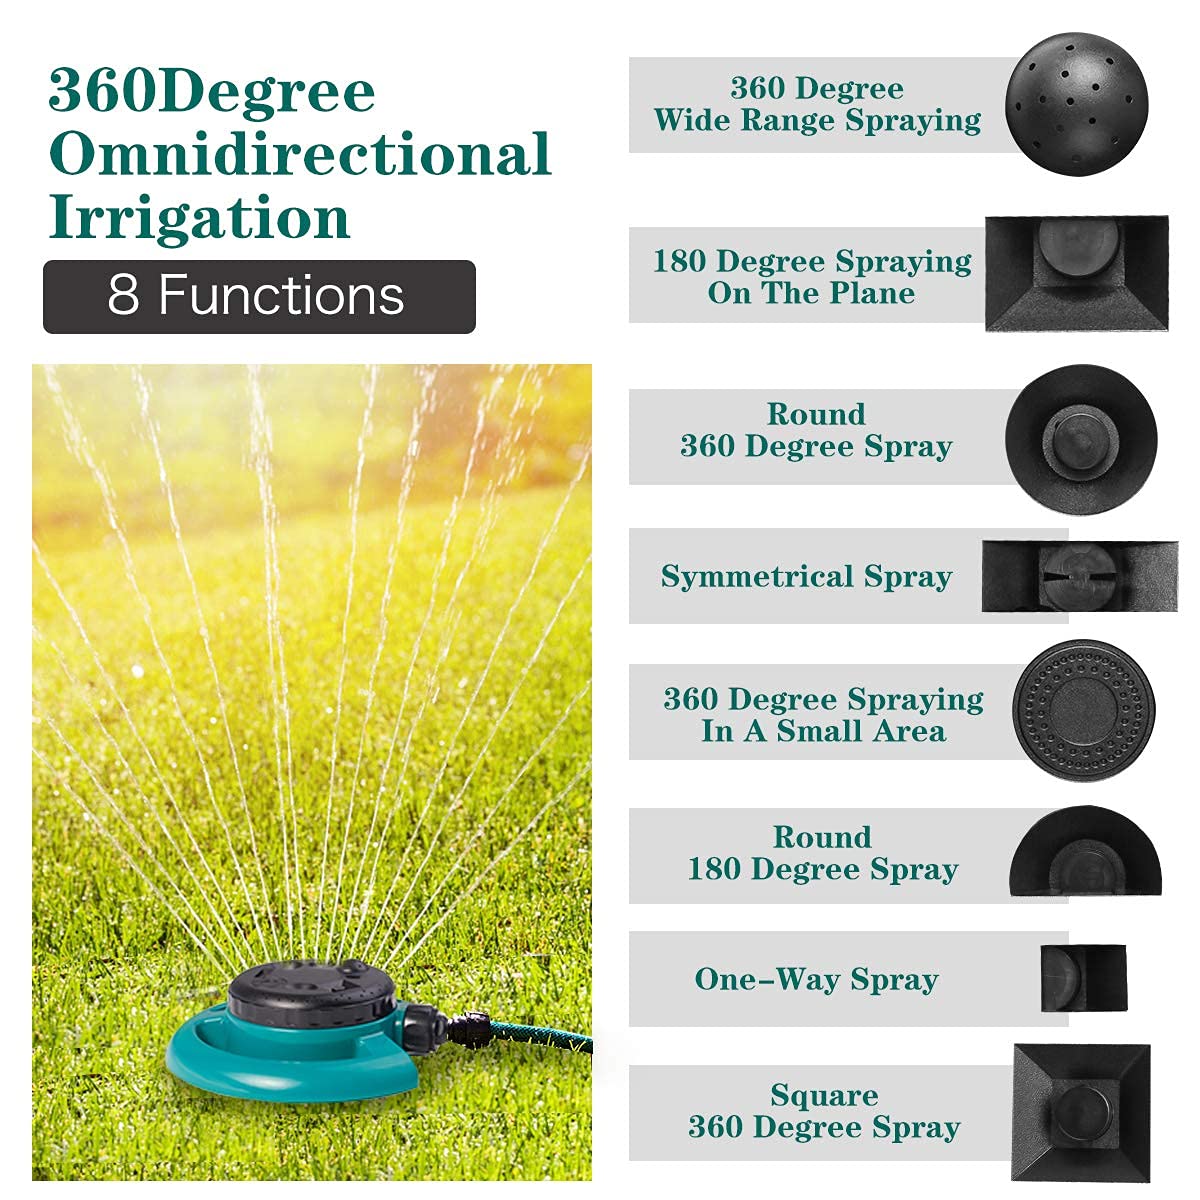 360Degree
Omnidirectional
Irrigation
8 Functions
360 Degree
Wide Range Spraying
180 Degree Spraying
On The Plane
Round
360 Degree Spray
Symmetrical Spray
360 Degree Spraying
In A Small Area
Round
180 Degree Spray
One-Way Spray
Square
360 Degree Spray